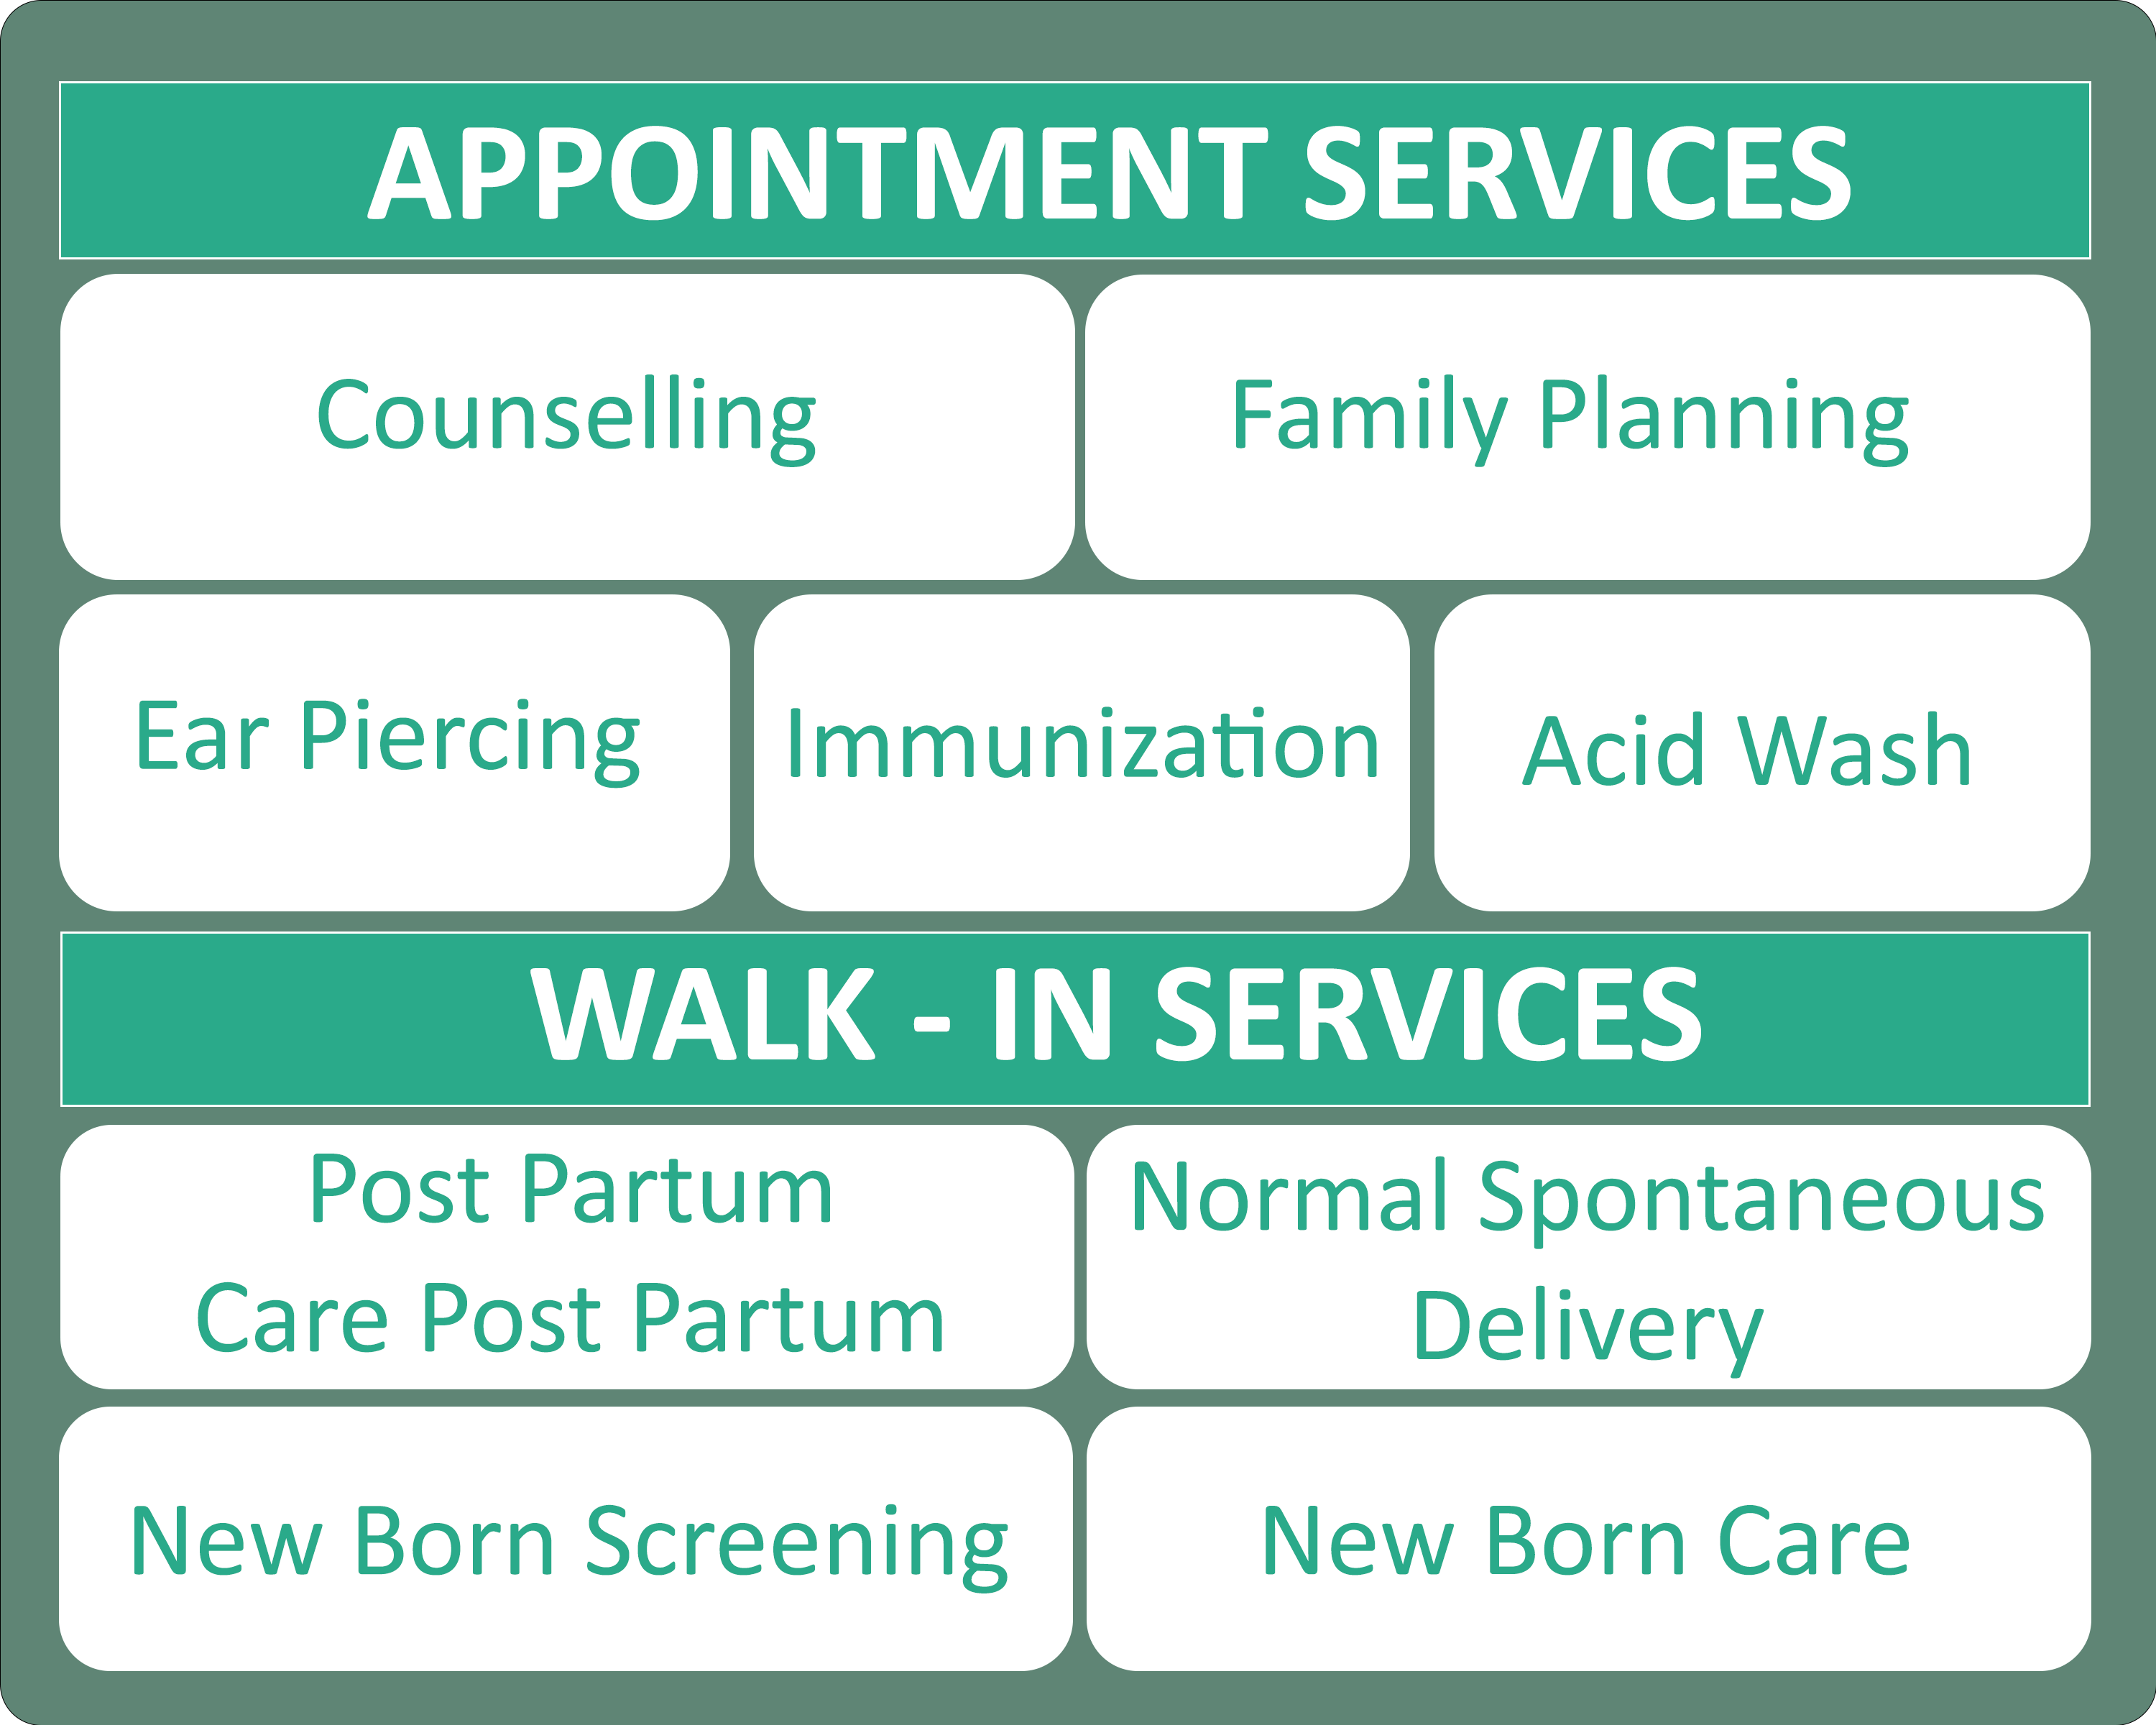 APPOINTMENT SERVICES
Counselling
Family Planning
Ear Piercing
Immunization
Acid Wash
WALK - IN SERVICES
Post Partum
Care Post Partum
Normal Spontaneous
Delivery
New Born Screening
New Born Care